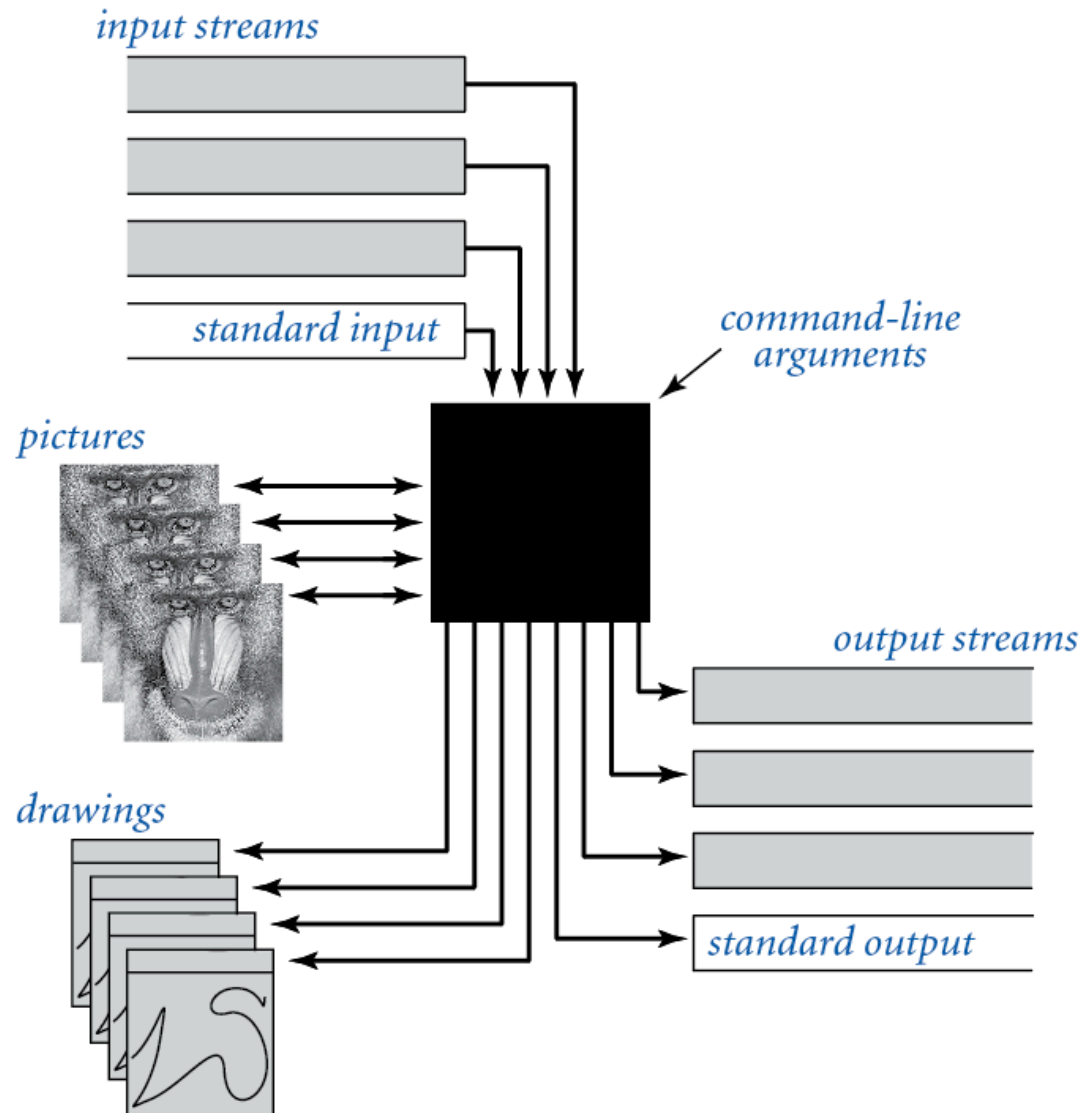 input streams
standard input
command-line
arguments
pictures
output streams
drawings
standard output